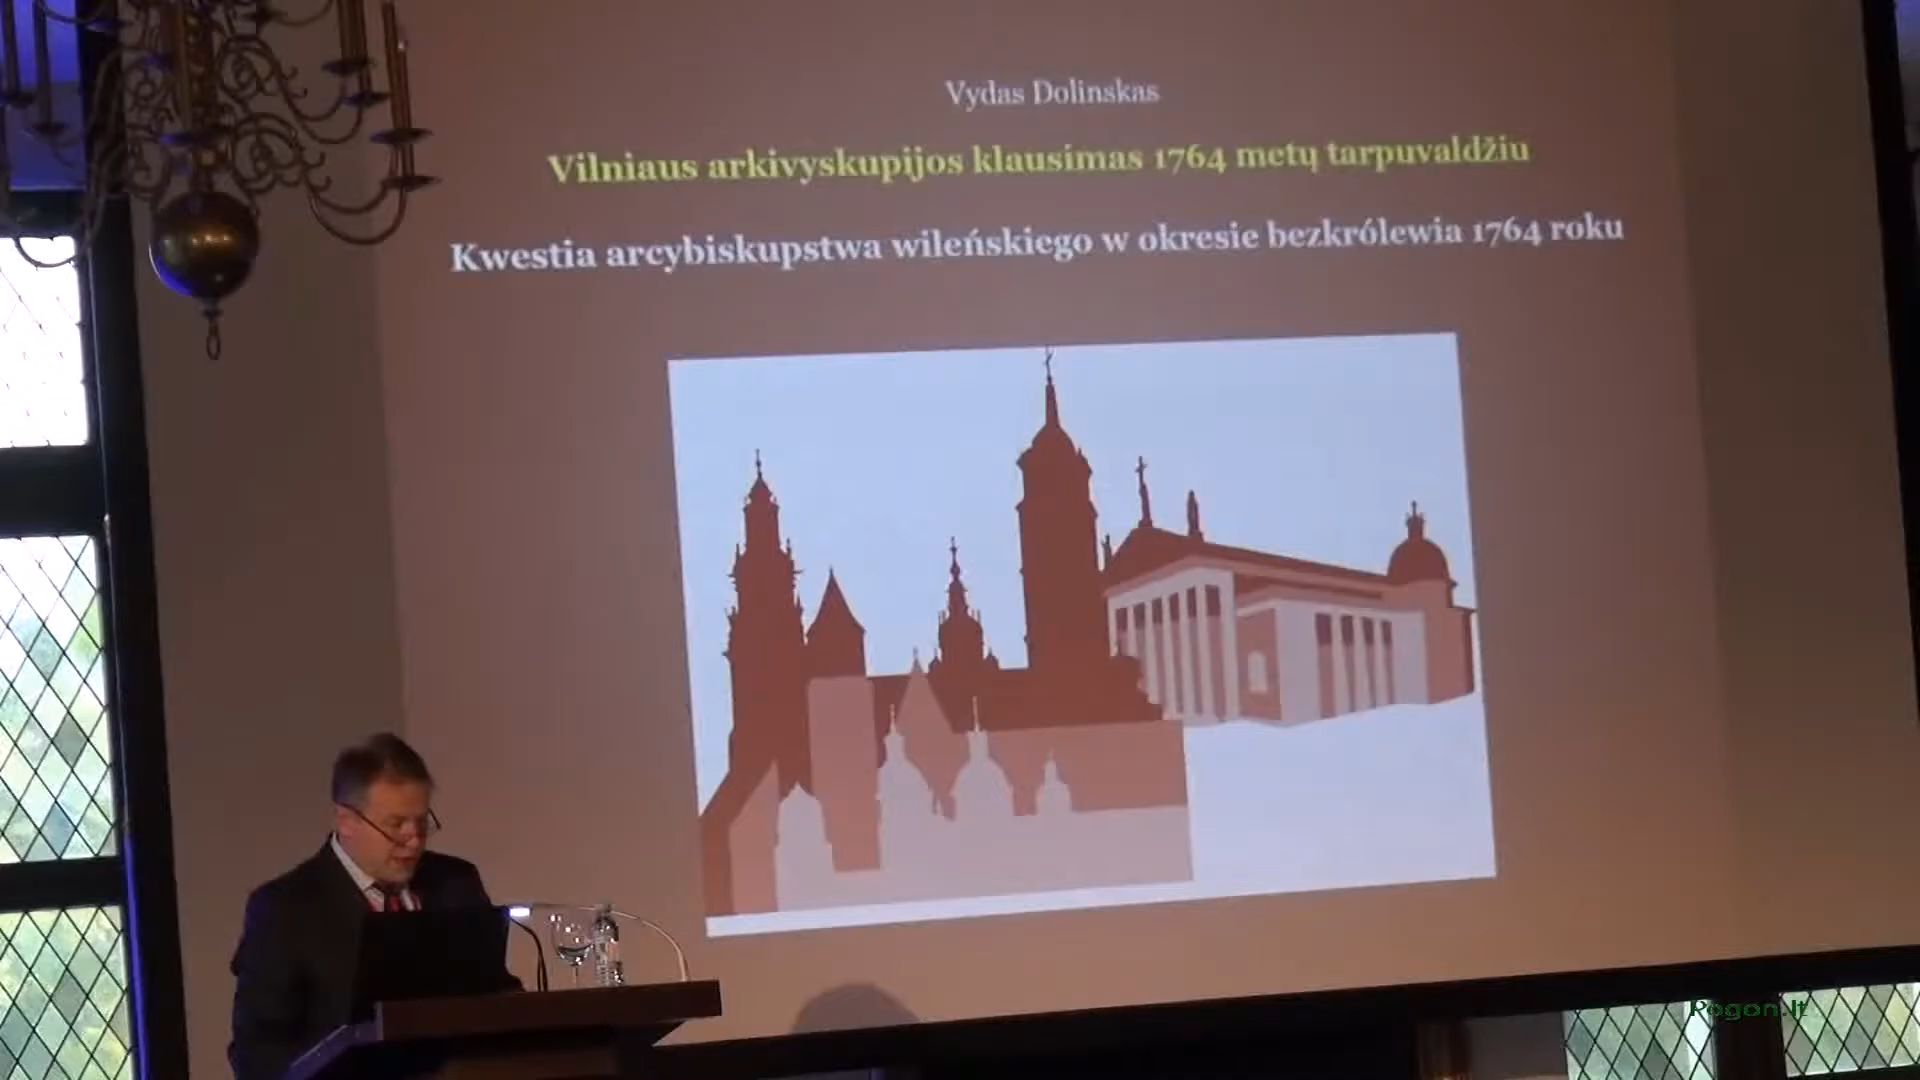 Vydas Dolinskas
Vilniaus arkivyskupijos klausimas 1764 metų tarpuvaldžiu
Kwestia arcybiskupstwa wileńskiego w okresie bezkrólewia 1764 roku
Pogon.lt